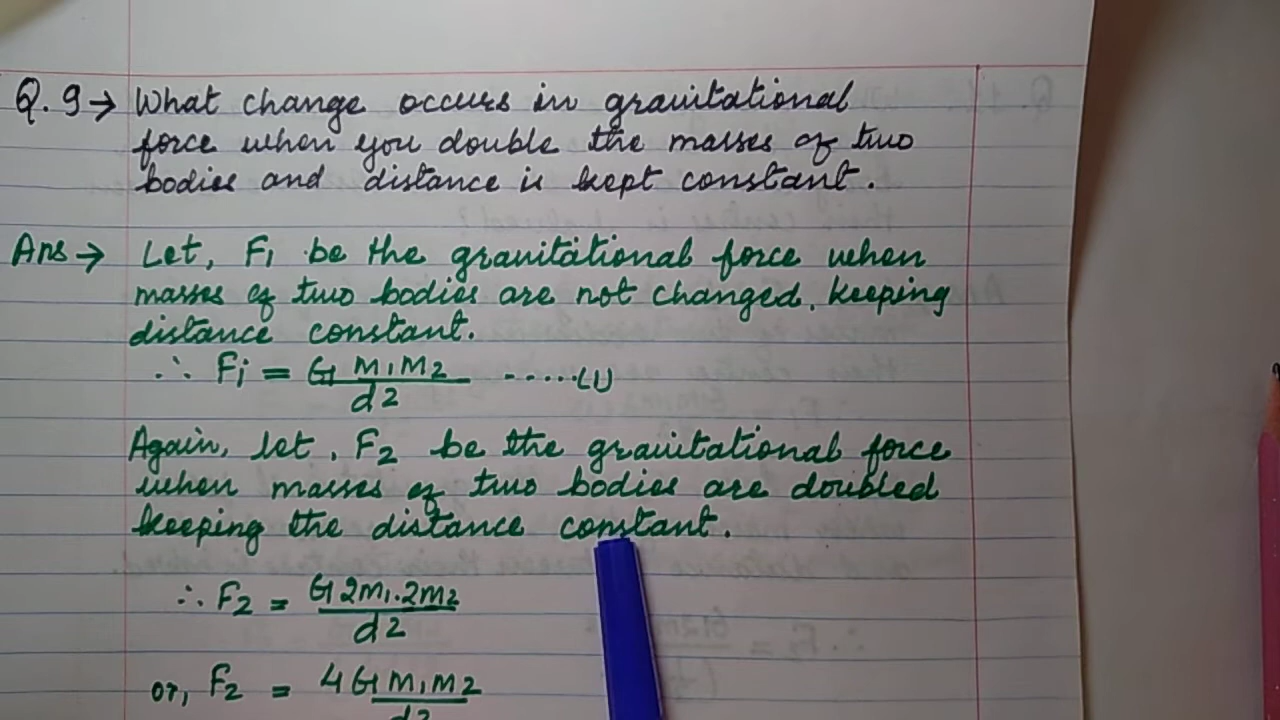 Q.9→ What change occurs in gravitational
force when you double the masses of two
bodies and distance is kept constant.
Ans→ Let, F1 be the gravitational force when
masses of two bodies are not changed. keeping
distance constant.
∴ F1 = G m1m2 / d2 ......(1)
Again, let, F2 be the gravitational force
when masses of two bodies are doubled
keeping the distance constant.
∴ F2 = G 2m1.2m2 / d2
or, F2 = 4 G m1m2 / d2